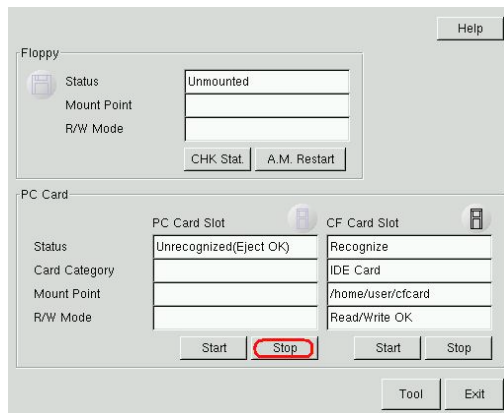 Help
Floppy
Status Unmounted
Mount Point
R/W Mode
CHK Stat. A.M. Restart
PC Card
PC Card Slot CF Card Slot
Status Unrecognized(Eject OK) Recognize
Card Category IDE Card
Mount Point /home/user/cfcard
R/W Mode Read/Write OK
Start Stop Start Stop
Tool Exit